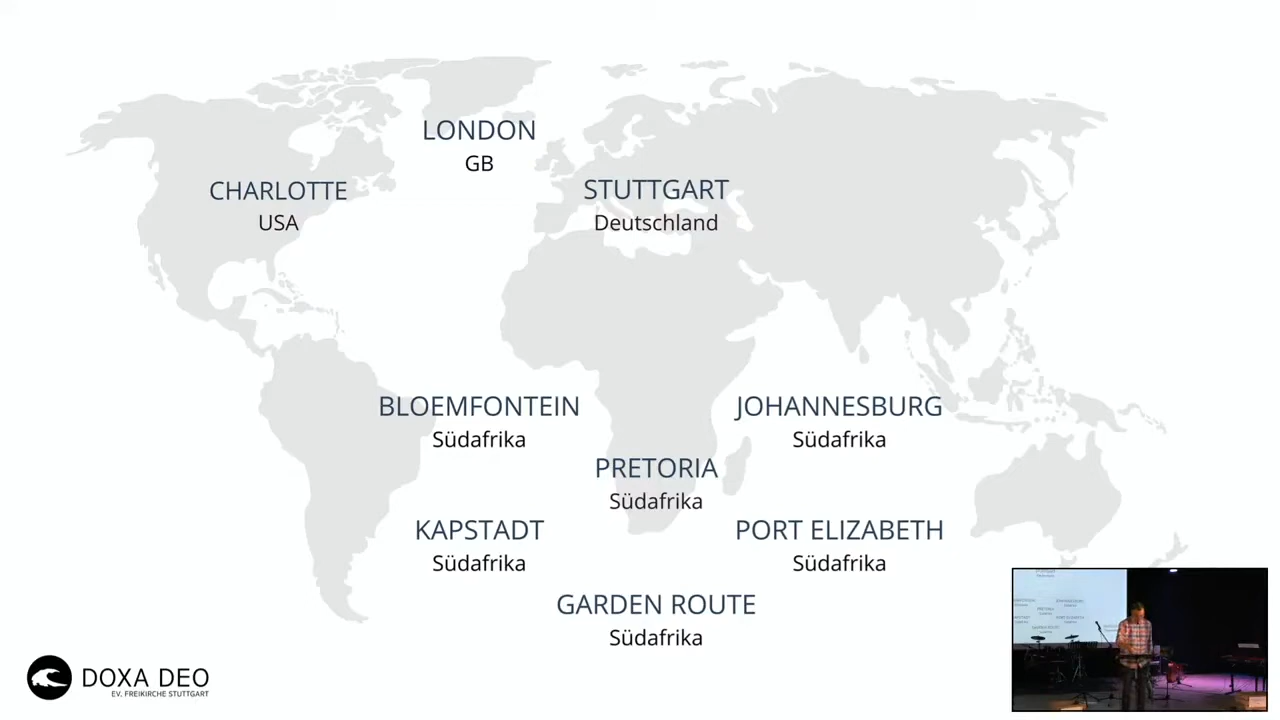 LONDON
GB
CHARLOTTE
USA
STUTTGART
Deutschland
BLOEMFONTEIN
Südafrika
JOHANNESBURG
Südafrika
PRETORIA
Südafrika
KAPSTADT
Südafrika
PORT ELIZABETH
Südafrika
GARDEN ROUTE
Südafrika
DOXA DEO
EV. FREIKIRCHE STUTTGART